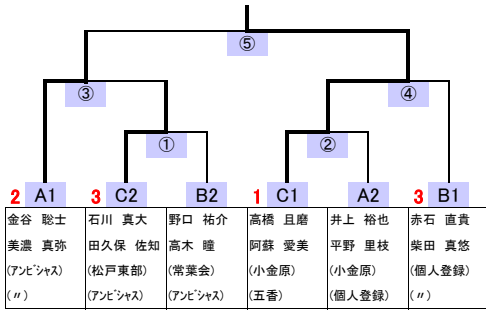 ⑤
③ ④
① ②
2 A1 3 C2 B2 1 C1 A2 3 B1
金谷 聡士 石川 真大 野口 祐介 高橋 且磨 井上 裕也 赤石 直貴
美濃 真弥 田久保 佐知 高木 瞳 阿蘇 愛美 平野 里枝 柴田 真悠
(アンビシャス) (松戸東部) (常葉会) (小金原) (小金原) (個人登録)
(〃) (アンビシャス) (アンビシャス) (五香) (個人登録) (〃)